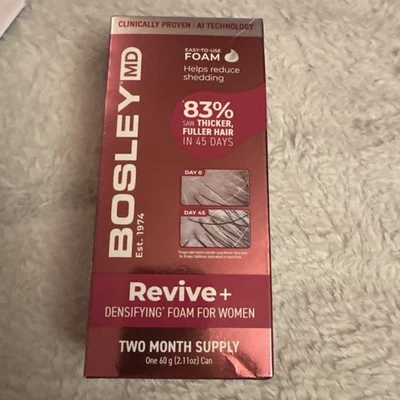 CLINICALLY PROVEN | AI TECHNOLOGY
BOSLEY MD
Est. 1974
EASY-TO-USE
FOAM
Helps reduce
shedding
83%
SAW THICKER,
FULLER HAIR
IN 45 DAYS
DAY 0
DAY 45
Revive+
DENSIFYING* FOAM FOR WOMEN
TWO MONTH SUPPLY
One 60 g (2.11oz) Can